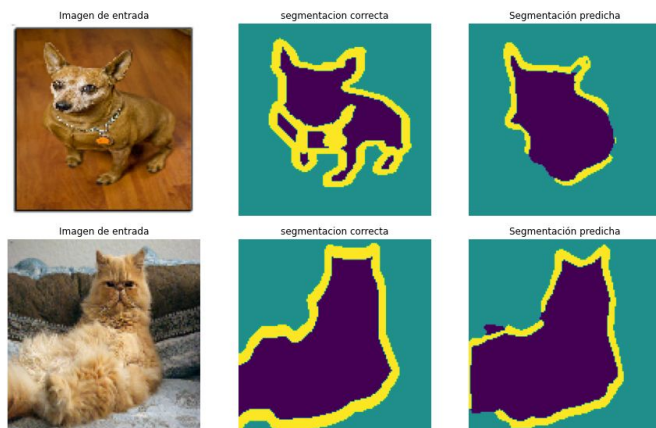 Imagen de entrada
segmentacion correcta
Segmentación predicha
Imagen de entrada
segmentacion correcta
Segmentación predicha